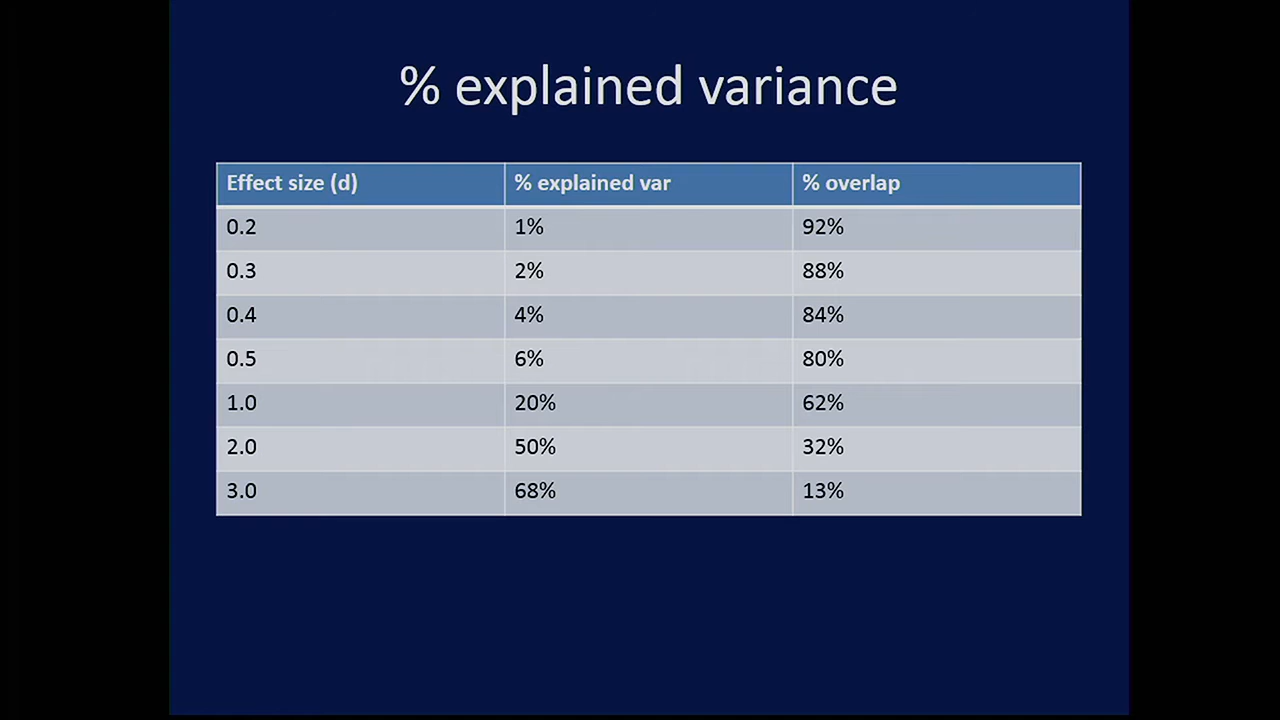 % explained variance
Effect size (d) % explained var % overlap
0.2 1% 92%
0.3 2% 88%
0.4 4% 84%
0.5 6% 80%
1.0 20% 62%
2.0 50% 32%
3.0 68% 13%